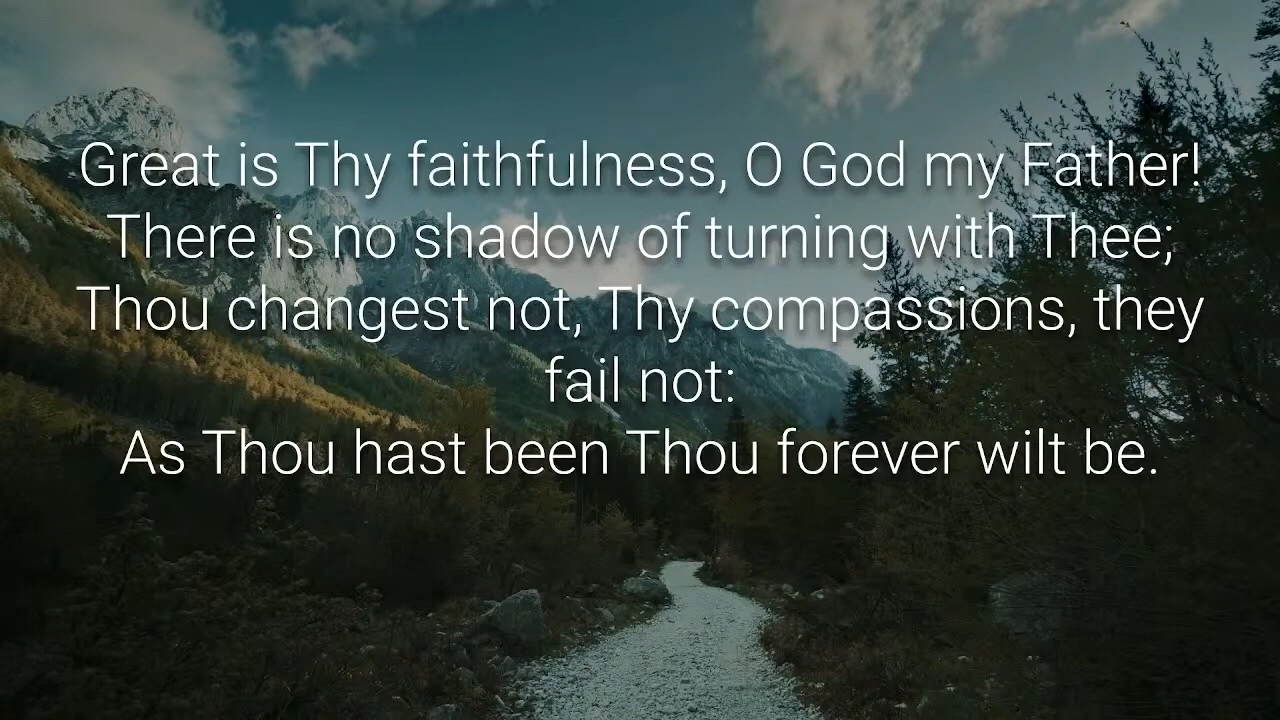 Great is Thy faithfulness, O God my Father!
There is no shadow of turning with Thee;
Thou changest not, Thy compassions, they
fail not:
As Thou hast been Thou forever wilt be.